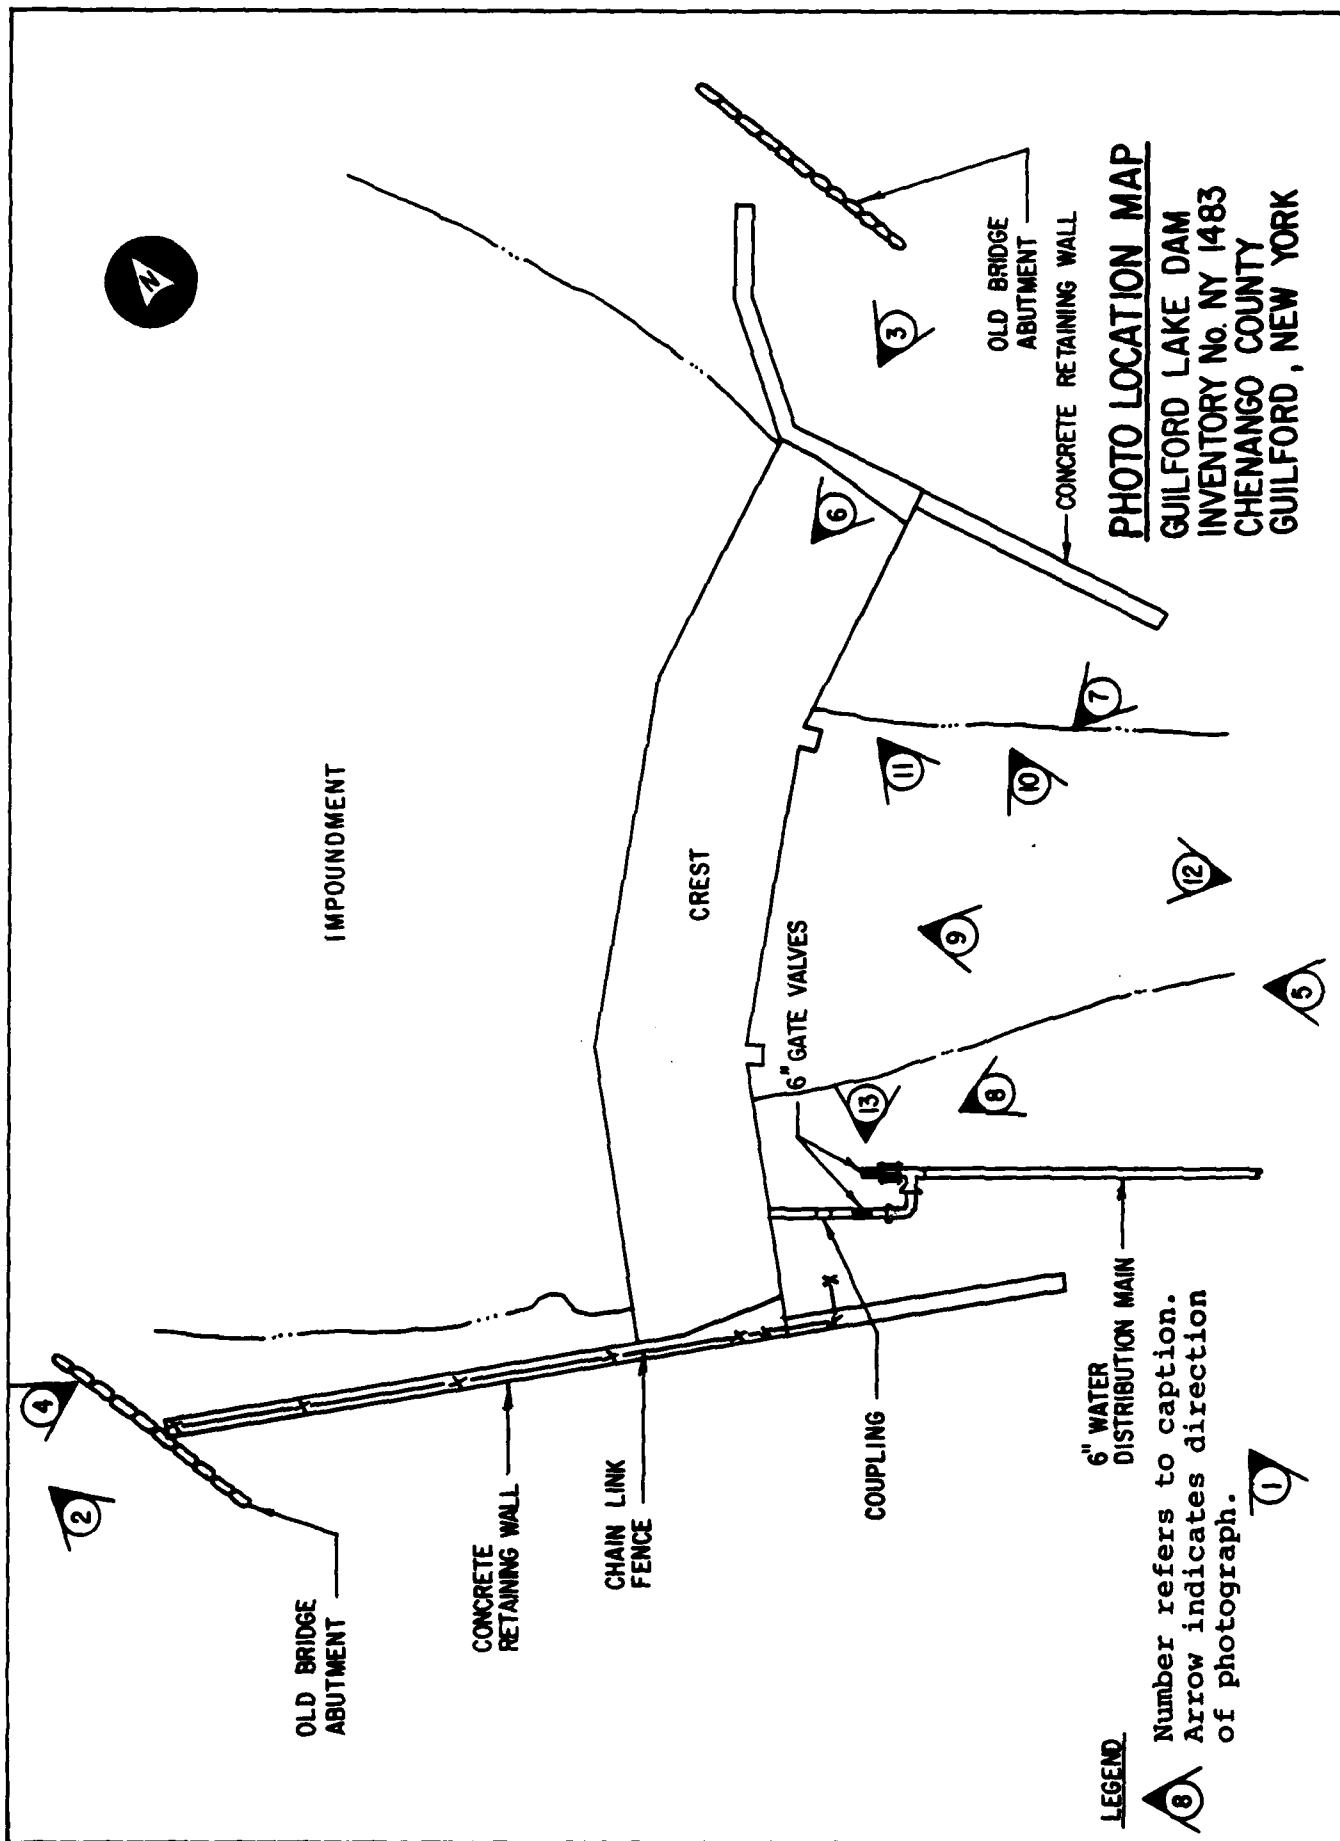 N
IMPOUNDMENT
CREST
OLD BRIDGE
ABUTMENT
CONCRETE RETAINING WALL
6" GATE VALVES
OLD BRIDGE
ABUTMENT
CONCRETE
RETAINING WALL
CHAIN LINK
FENCE
COUPLING
6" WATER
DISTRIBUTION MAIN
1
2
3
4
5
6
7
8
9
10
11
12
13
PHOTO LOCATION MAP
GUILFORD LAKE DAM
INVENTORY No. NY 1483
CHENANGO COUNTY
GUILFORD, NEW YORK
LEGEND
8
Number refers to caption.
Arrow indicates direction
of photograph.